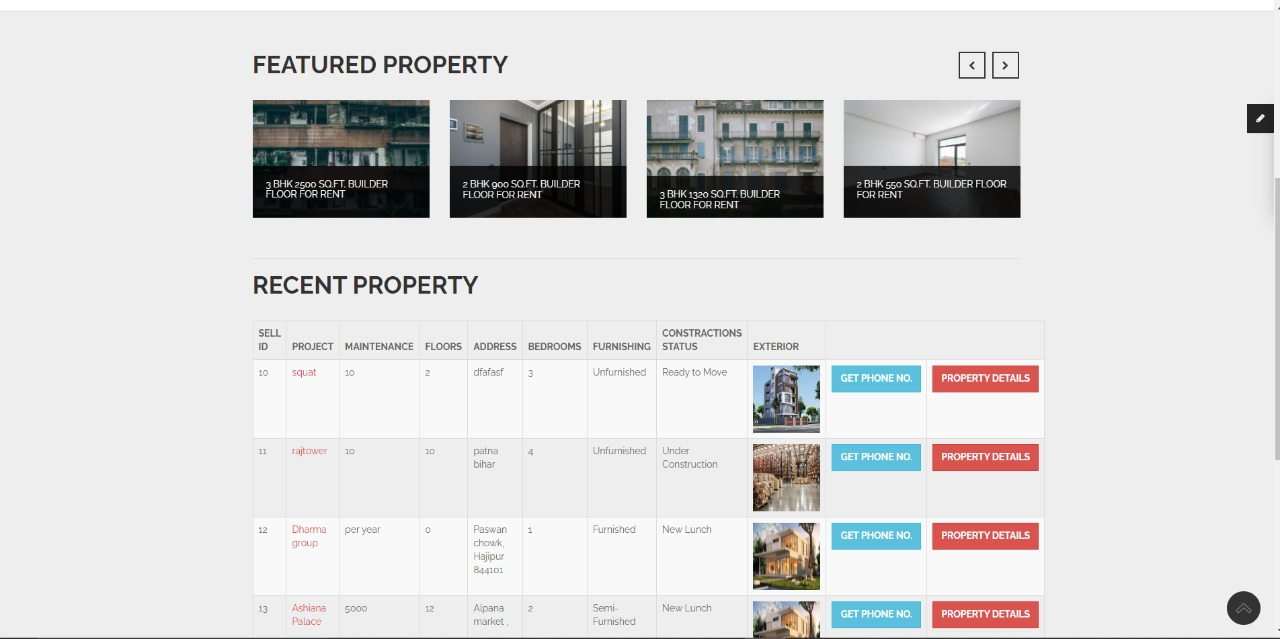 FEATURED PROPERTY
3 BHK 2500 SQ.FT. BUILDER
FLOOR FOR RENT
2 BHK 900 SQ.FT. BUILDER
FLOOR FOR RENT
3 BHK 1320 SQ.FT. BUILDER
FLOOR FOR RENT
2 BHK 550 SQ.FT. BUILDER FLOOR
FOR RENT
RECENT PROPERTY
SELL
ID
PROJECT
MAINTENANCE
FLOORS
ADDRESS
BEDROOMS
FURNISHING
CONSTRACTIONS
STATUS
EXTERIOR
10
squat
10
2
dfafasf
3
Unfurnished
Ready to Move
GET PHONE NO.
PROPERTY DETAILS
11
rajtower
10
10
patna
bihar
4
Unfurnished
Under
Construction
GET PHONE NO.
PROPERTY DETAILS
12
Dharma
group
per year
0
Paswan
chowk,
Hajipur
844101
1
Furnished
New Lunch
GET PHONE NO.
PROPERTY DETAILS
13
Ashiana
Palace
5000
12
Alpana
market ,
2
Semi-
Furnished
New Lunch
GET PHONE NO.
PROPERTY DETAILS